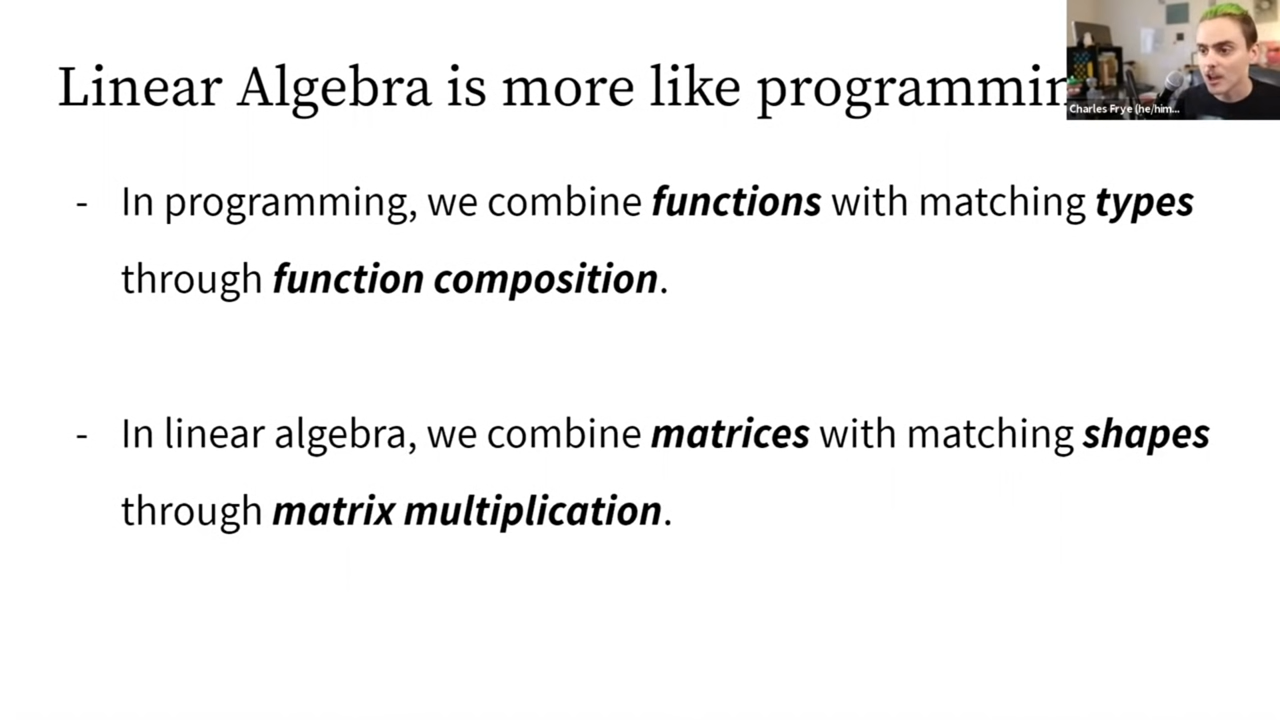 Linear Algebra is more like programmin
Charles Frye (he/him...
- In programming, we combine functions with matching types
through function composition.
- In linear algebra, we combine matrices with matching shapes
through matrix multiplication.